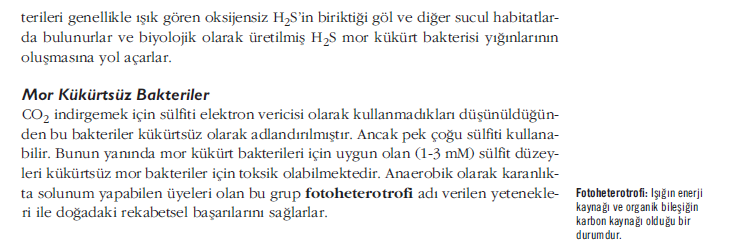 terileri genellikle ışık gören oksijensiz H₂S'in biriktiği göl ve diğer sucul habitatlar-
da bulunurlar ve biyolojik olarak üretilmiş H₂S mor kükürt bakterisi yığınlarının
oluşmasına yol açarlar.
Mor Kükürtsüz Bakteriler
CO₂ indirgemek için sülfiti elektron vericisi olarak kullanmadıkları düşünüldüğün-
den bu bakteriler kükürtsüz olarak adlandırılmıştır. Ancak pek çoğu sülfiti kullana-
bilir. Bunun yanında mor kükürt bakterileri için uygun olan (1-3 mM) sülfit düzey-
leri kükürtsüz mor bakteriler için toksik olabilmektedir. Anaerobik olarak karanlık-
ta solunum yapabilen üyeleri olan bu grup fotoheterotrofi adı verilen yetenekle-
ri ile doğadaki rekabetsel başarılarını sağlarlar.
Fotoheterotrofi: Işığın enerji
kaynağı ve organik bileşiğin
karbon kaynağı olduğu bir
durumdur.